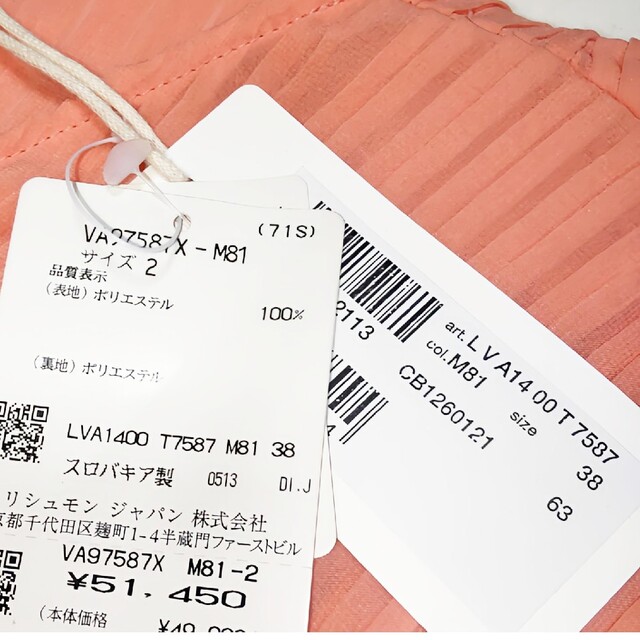 (71S)
VA97587X-M81
サイズ 2
品質表示
(表地) ポリエステル
100%
(裏地) ポリエステル
LVA1400 T7587 M81 38
スロバキア製 0513 DI.J
リシュモン ジャパン 株式会社
京都千代田区麹町1-4半蔵門ファーストビル
VA97587X M81-2
¥51,450
(本体価格
2113
art. LVA1400T7587
col. M81 size 38
CB1260121 63
4